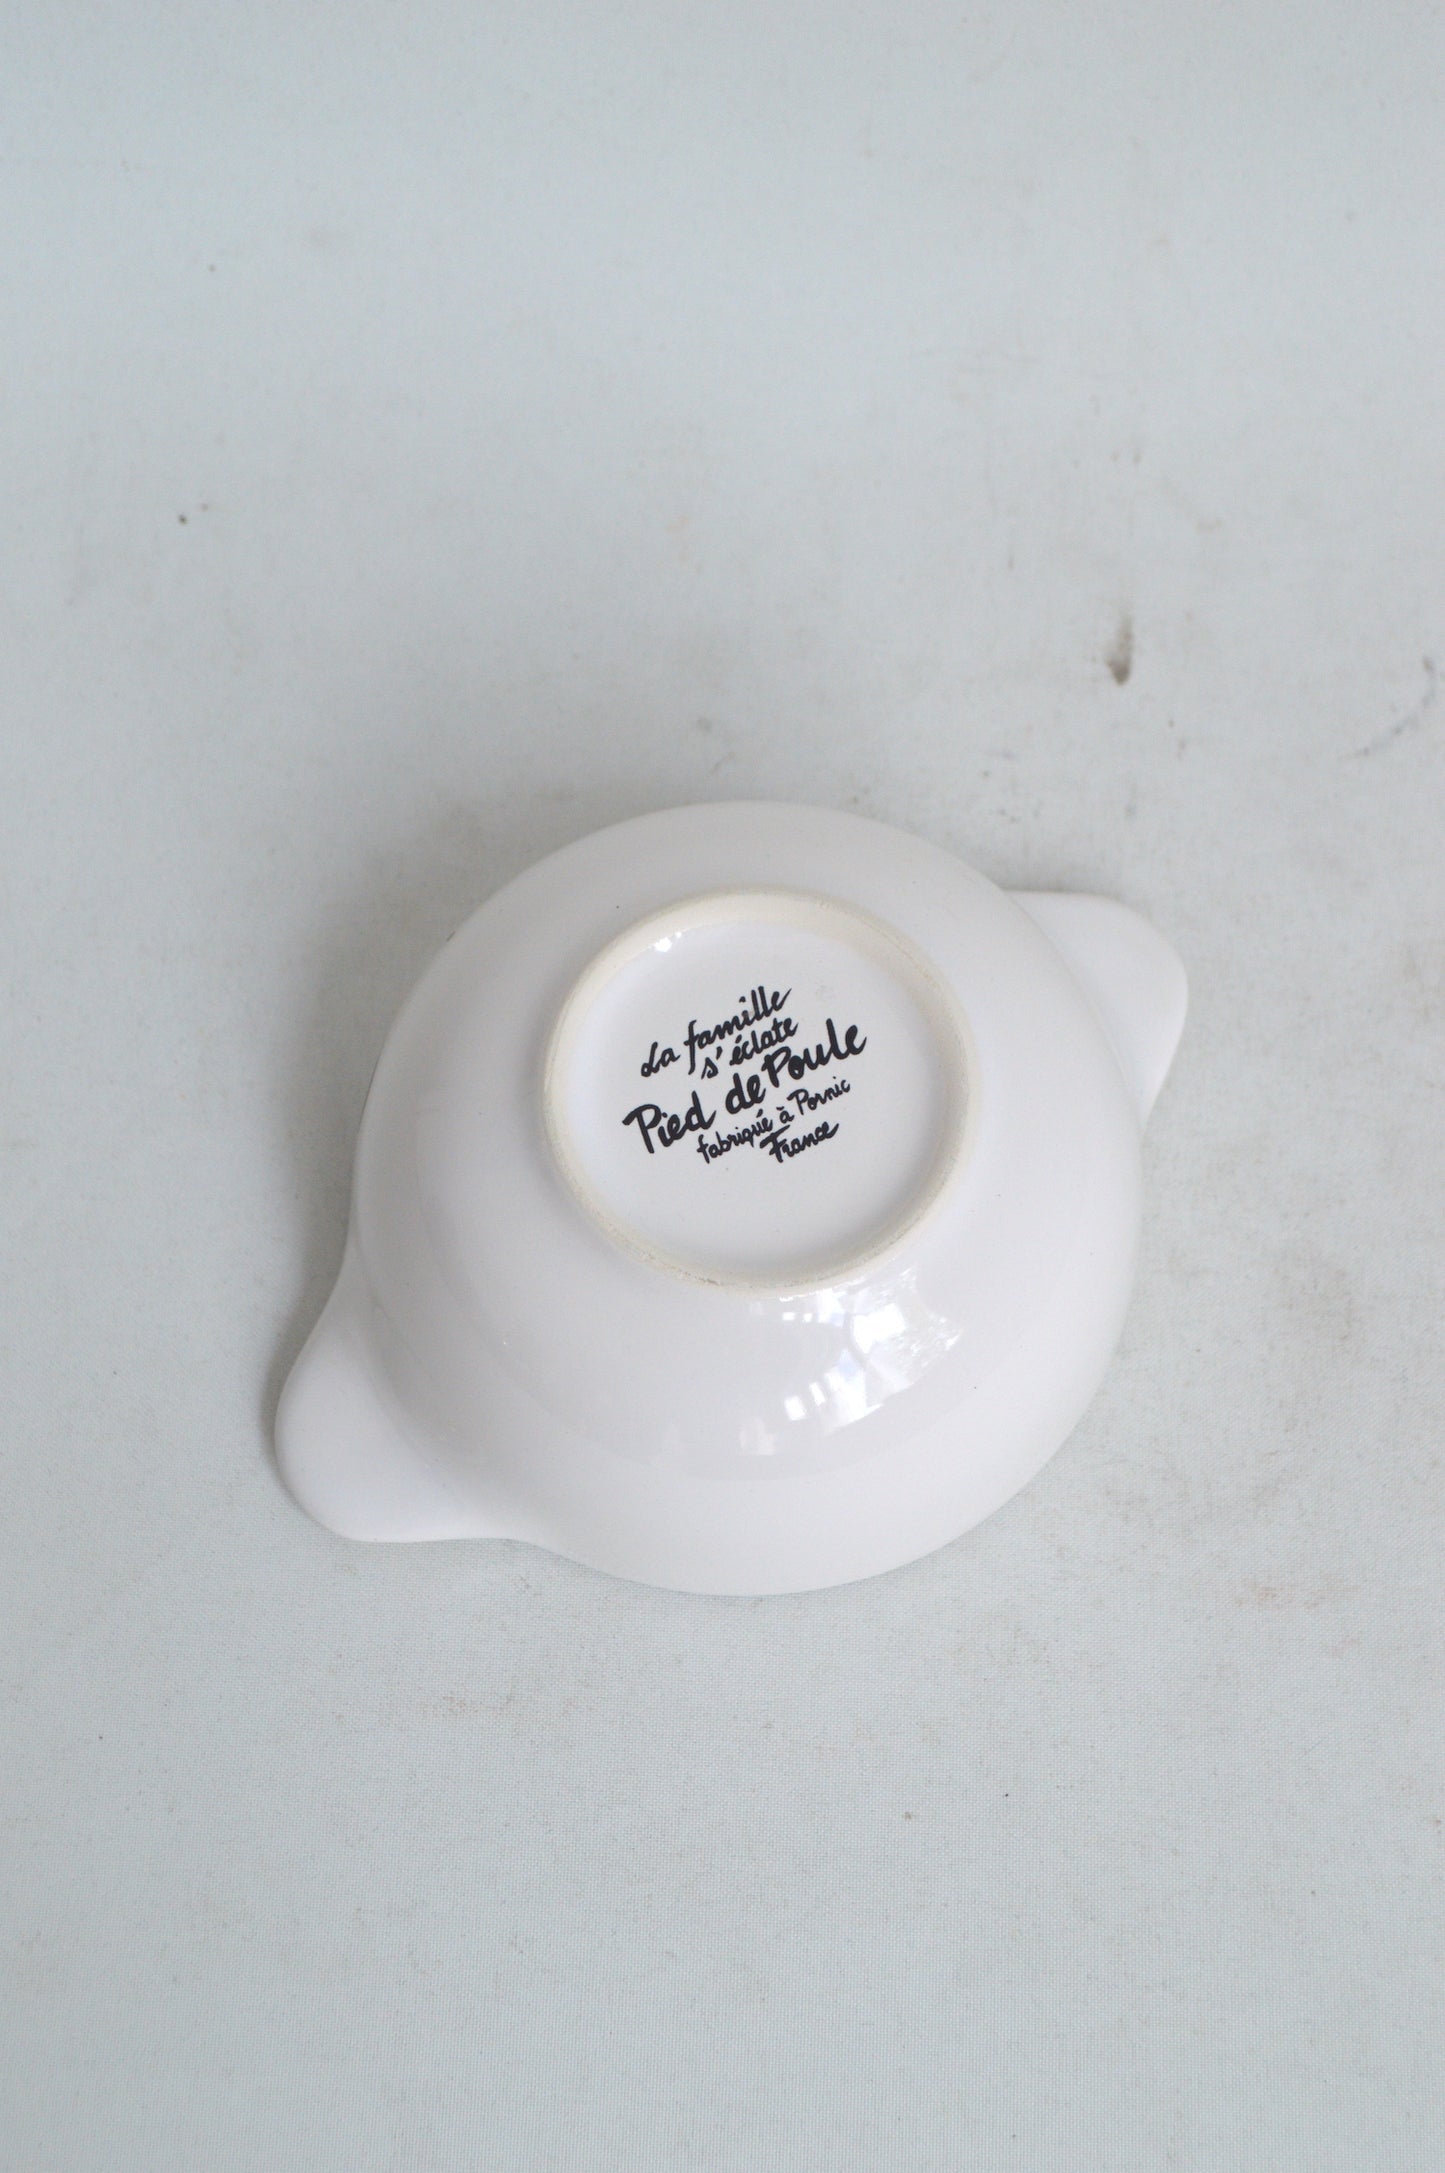 La famille
s'éclate
Pied de Poule
fabriqué à Pornic
France